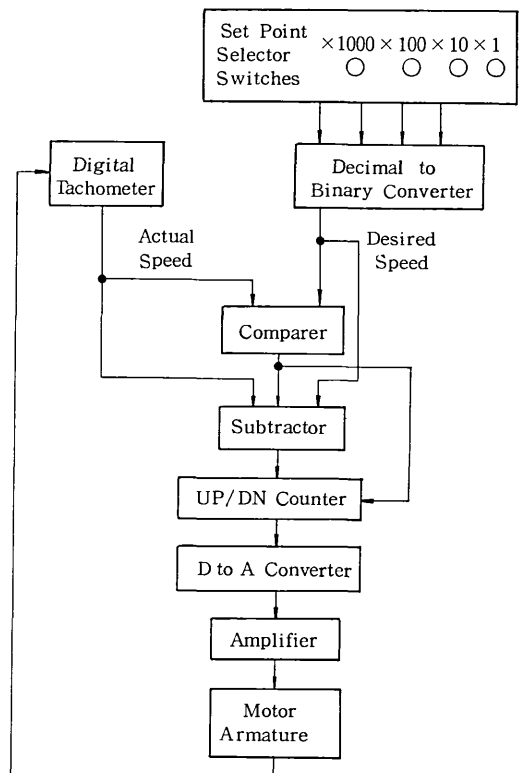 Set Point
Selector
Switches
×1000 ×100 ×10 ×1
Digital
Tachometer
Decimal to
Binary Converter
Actual
Speed
Desired
Speed
Comparer
Subtractor
UP/DN Counter
D to A Converter
Amplifier
Motor
Armature